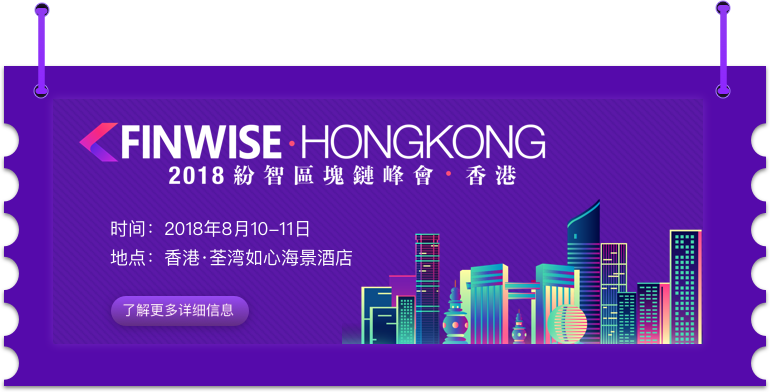 FINWISE·HONGKONG
2018紛智區塊鏈峰會·香港
时间：2018年8月10-11日
地点：香港·荃湾如心海景酒店
了解更多详细信息